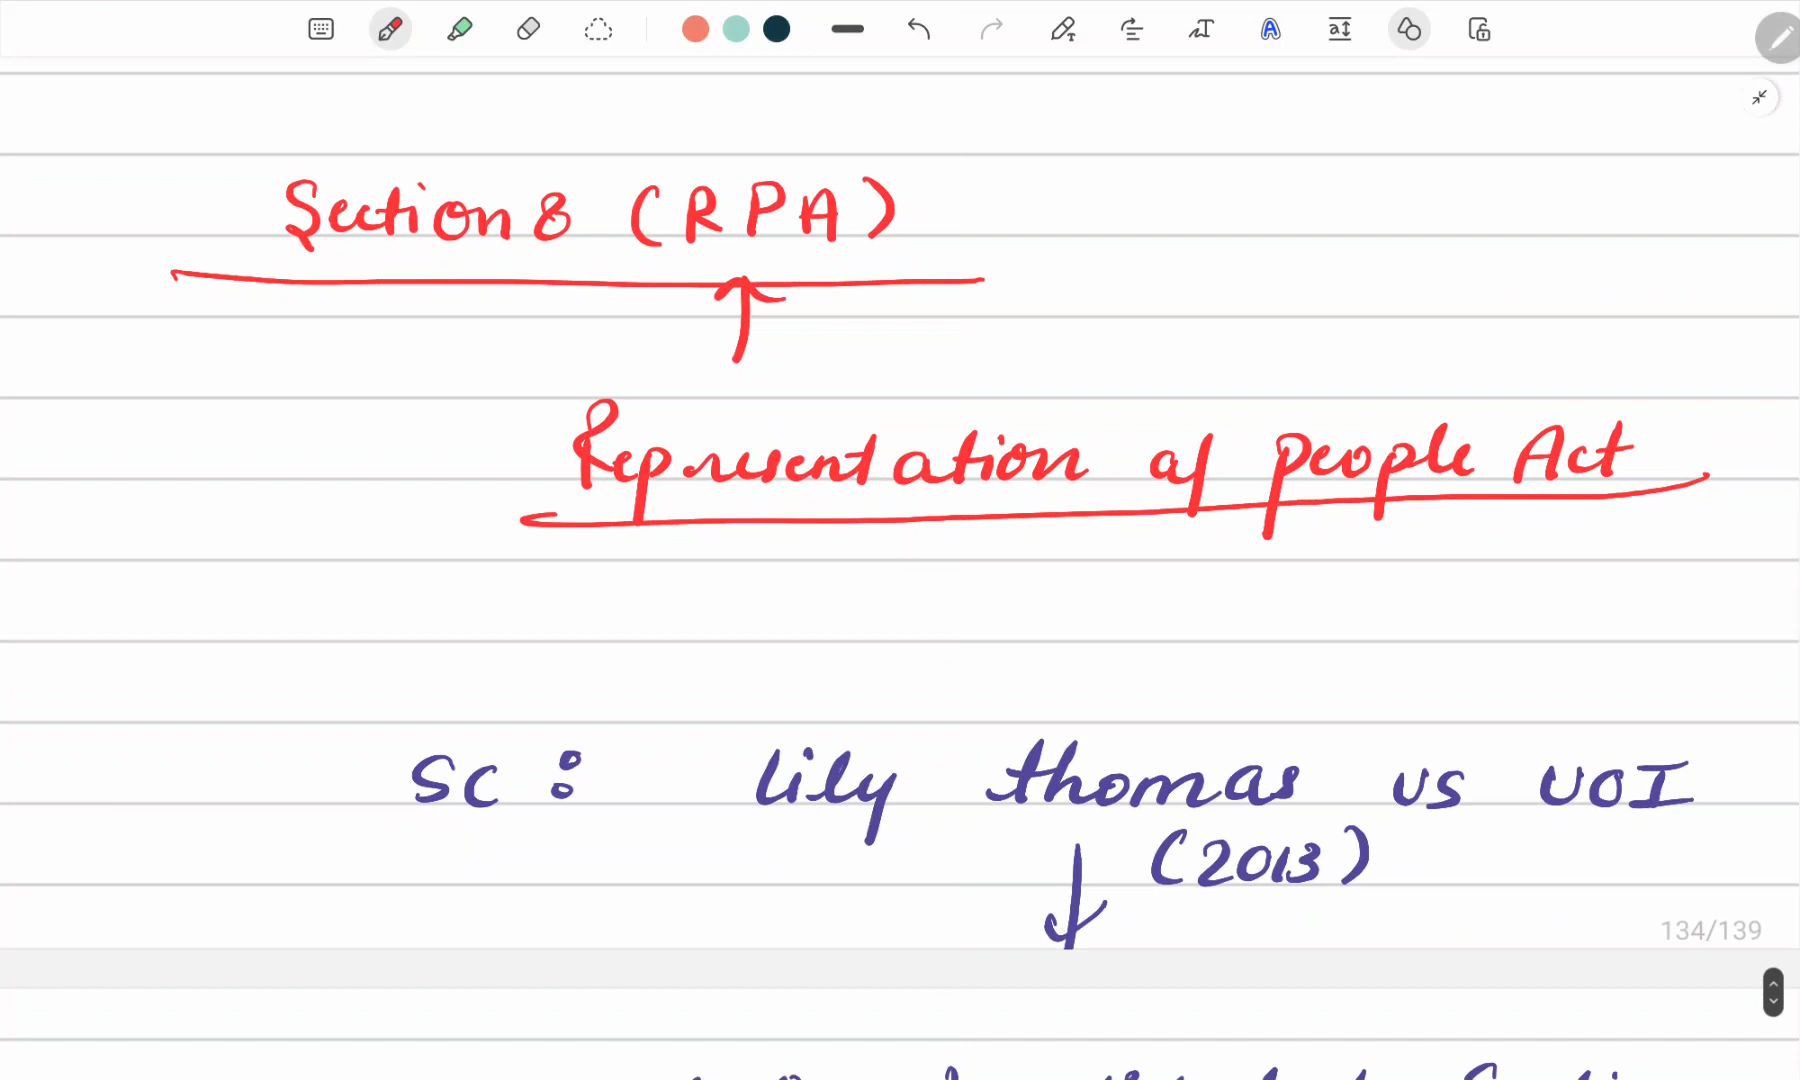 Section 8 (RPA)
Representation of people Act
SC : Lily thomas vs UOI
(2013)
134/139